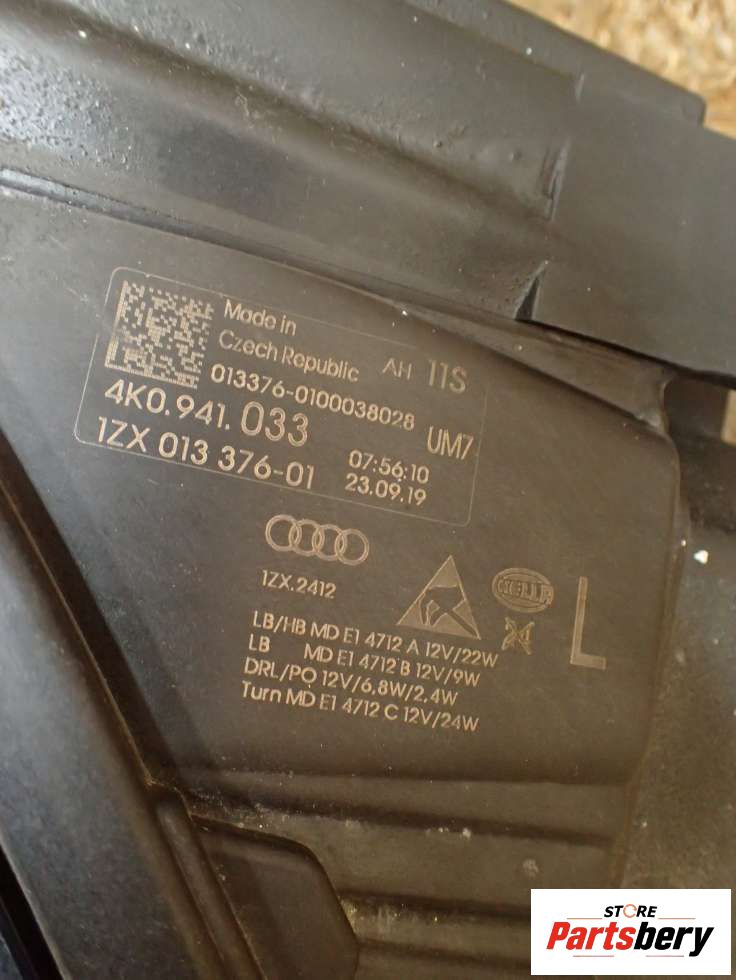 Made in
Czech Republic AH 11S
013376-0100038028
4K0.941.033 UM7
1ZX 013 376-01 07:56:10
23.09.19
1ZX.2412
HELLA
L
LB/HB MD E1 4712 A 12V/22W
LB MD E1 4712 B 12V/9W
DRL/PO 12V/6,8W/2,4W
Turn MD E1 4712 C 12V/24W
STORE
Partsbery